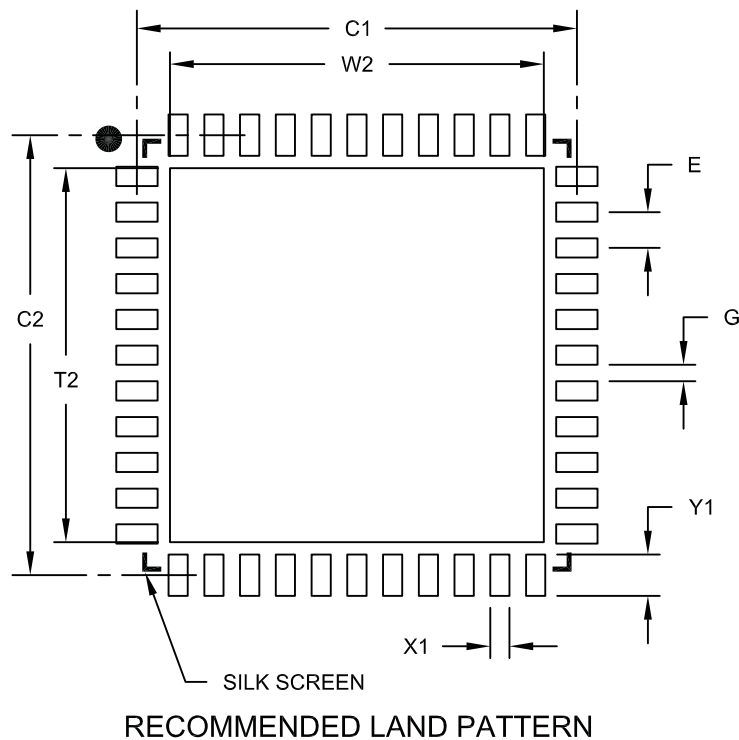 C1
W2
E
C2
G
T2
Y1
X1
SILK SCREEN
RECOMMENDED LAND PATTERN